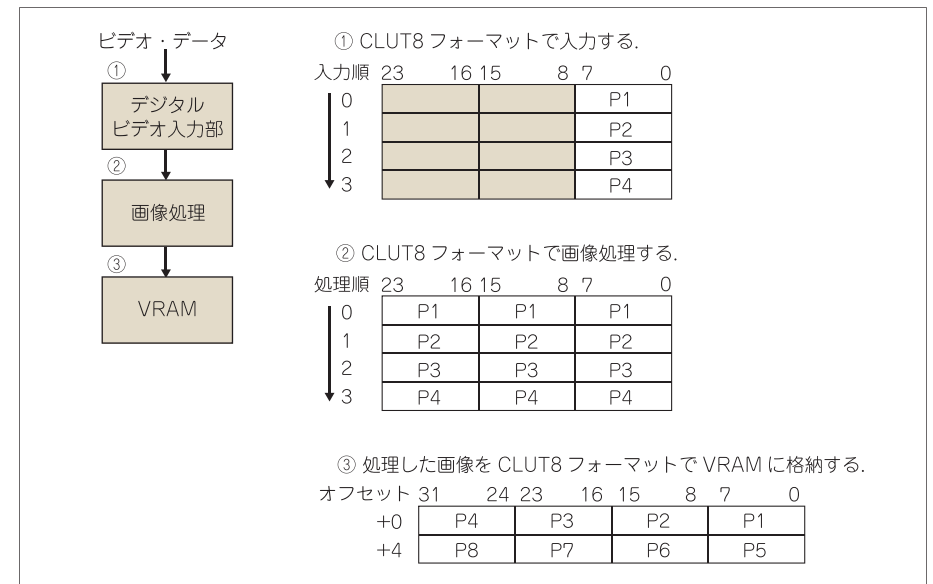 ビデオ・データ
①
デジタル
ビデオ入力部
②
画像処理
③
VRAM
① CLUT8 フォーマットで入力する.
入力順 23 16 15 8 7 0
0 P1
1 P2
2 P3
3 P4
② CLUT8 フォーマットで画像処理する.
処理順 23 16 15 8 7 0
0 P1 P1 P1
1 P2 P2 P2
2 P3 P3 P3
3 P4 P4 P4
③ 処理した画像を CLUT8 フォーマットで VRAM に格納する.
オフセット 31 24 23 16 15 8 7 0
+0 P4 P3 P2 P1
+4 P8 P7 P6 P5